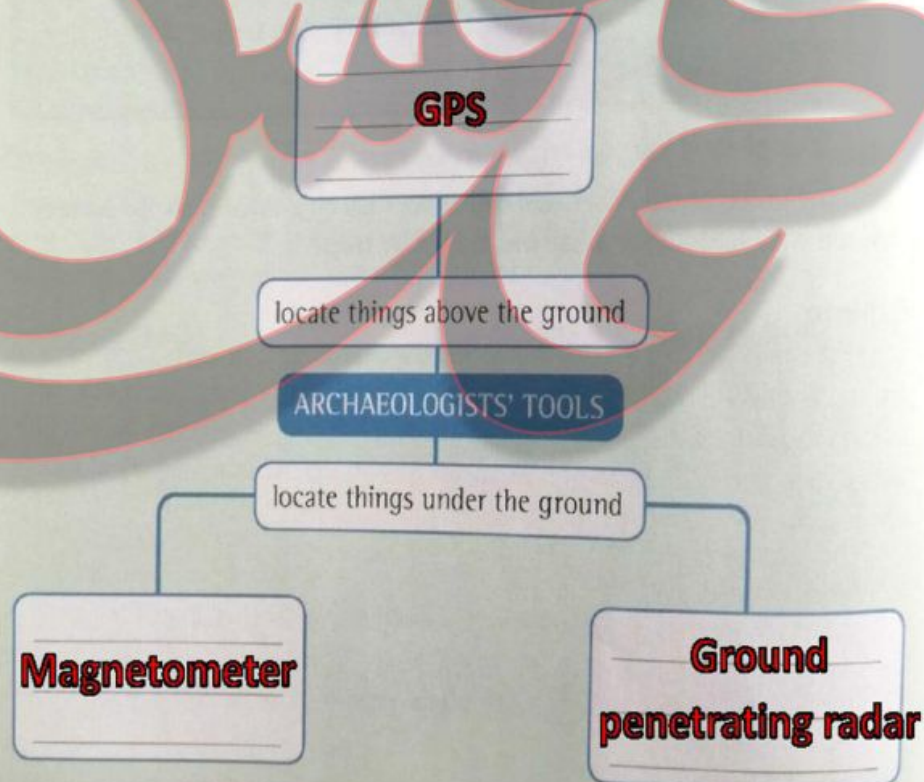 GPS
locate things above the ground
ARCHAEOLOGISTS' TOOLS
locate things under the ground
Magnetometer
Ground
penetrating radar